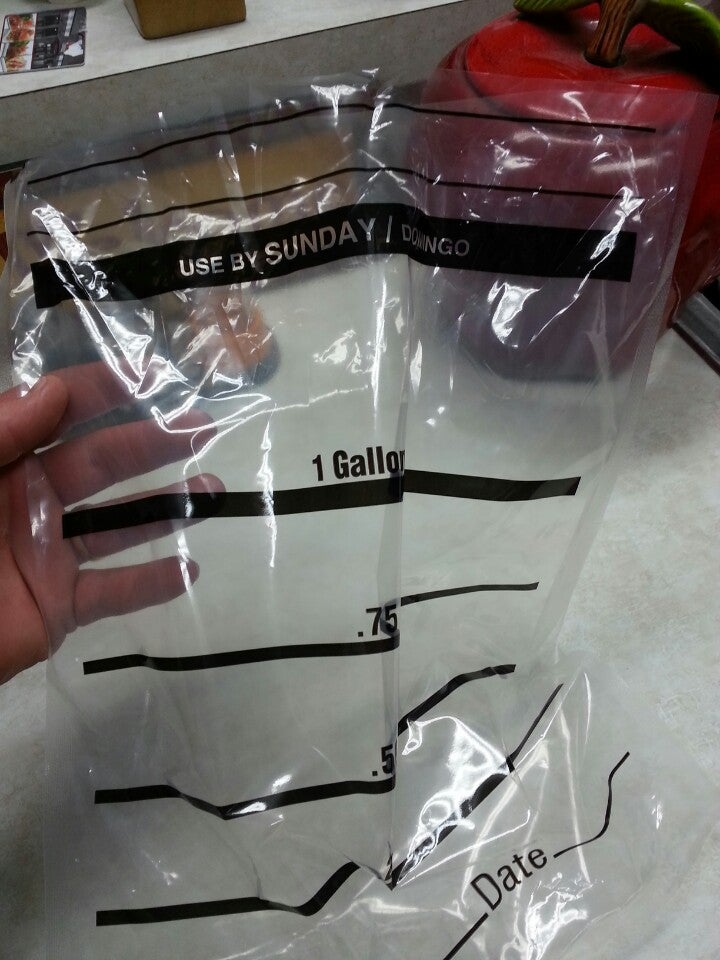 USE BY SUNDAY | DOMINGO
1 Gallon
.75
.5
Date